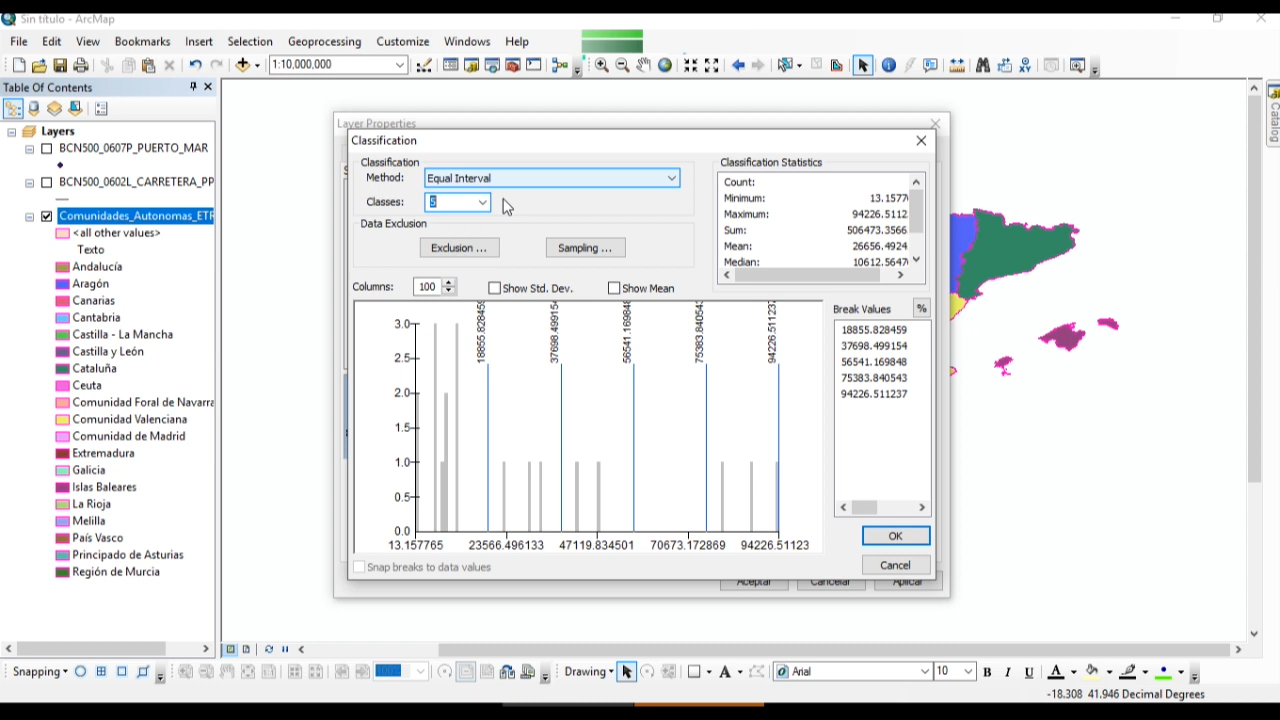 Sin título - ArcMap
File Edit View Bookmarks Insert Selection Geoprocessing Customize Windows Help
1:10.000.000
Table Of Contents
Layers
BCN500_0607P_PUERTO_MAR
BCN500_0602L_CARRETERA_PP
Comunidades_Autonomas_ETR
<all other values>
Texto
Andalucía
Aragón
Canarias
Cantabria
Castilla - La Mancha
Castilla y León
Cataluña
Ceuta
Comunidad Foral de Navarra
Comunidad Valenciana
Comunidad de Madrid
Extremadura
Galicia
Islas Baleares
La Rioja
Melilla
País Vasco
Principado de Asturias
Región de Murcia
Catalog
Layer Properties
Classification
Classification
Method: Equal Interval
Classes: 5
Data Exclusion
Exclusion ... Sampling ...
Classification Statistics
Count:
Minimum: 13.1577
Maximum: 94226.5112
Sum: 506473.3566
Mean: 26656.4924
Median: 10612.5647
Columns: 100 Show Std. Dev. Show Mean
Break Values %
18855.828459
37698.499154
56541.169848
75383.840543
94226.511237
18855.828459
37698.499154
56541.169848
75383.840543
94226.511237
3.0
2.5
2.0
1.5
1.0
0.5
0.0
13.157765 23566.496133 47119.834501 70673.172869 94226.51123
Snap breaks to data values
OK
Cancel
Aceptar Cancelar Aplicar
Snapping Drawing Arial 10 B I U A
-18.308 41.946 Decimal Degrees